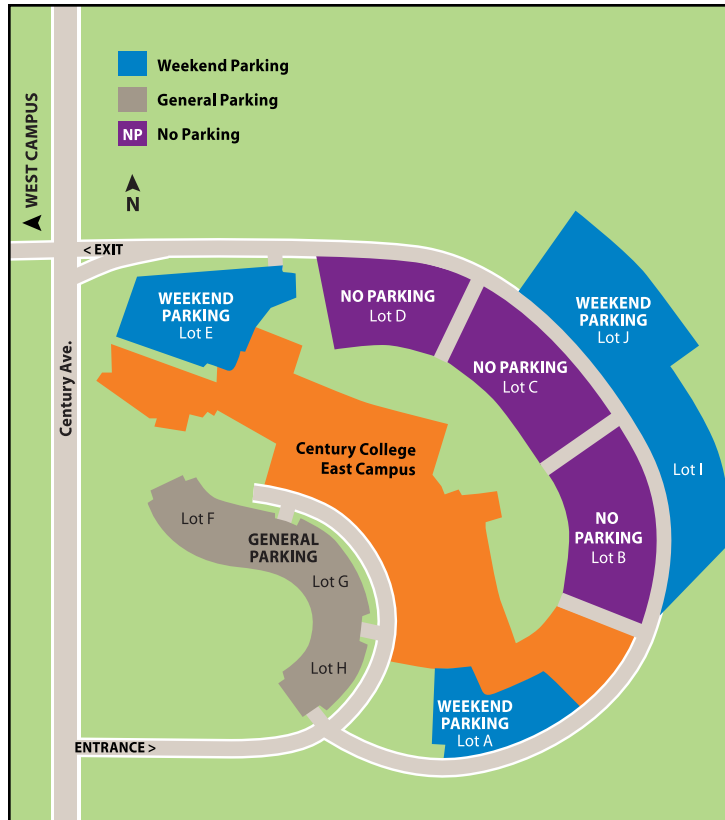 Weekend Parking
General Parking
NP No Parking
WEST CAMPUS
N
< EXIT
WEEKEND
PARKING
Lot E
NO PARKING
Lot D
WEEKEND
PARKING
Lot J
NO PARKING
Lot C
Century Ave.
Century College
East Campus
Lot I
Lot F
NO
PARKING
Lot B
GENERAL
PARKING
Lot G
Lot H
WEEKEND
PARKING
Lot A
ENTRANCE >